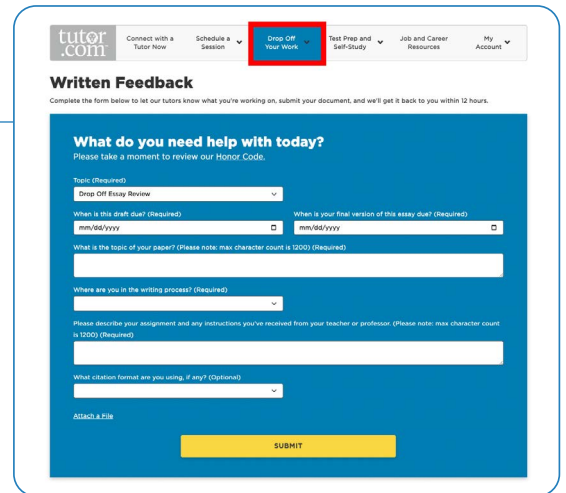 tutor
.com
Connect with a
Tutor Now
Schedule a
Session
Drop Off
Your Work
Test Prep and
Self-Study
Job and Career
Resources
My
Account
Written Feedback
Complete the form below to let our tutors know what you're working on, submit your document, and we'll get it back to you within 12 hours.
What do you need help with today?
Please take a moment to review our Honor Code.
Topic (Required)
Drop Off Essay Review
When is this draft due? (Required)
When is your final version of this essay due? (Required)
mm/dd/yyyy
mm/dd/yyyy
What is the topic of your paper? (Please note: max character count is 1200) (Required)
Where are you in the writing process? (Required)
Please describe your assignment and any instructions you've received from your teacher or professor. (Please note: max character count
is 1200) (Required)
What citation format are you using, if any? (Optional)
Attach a File
SUBMIT